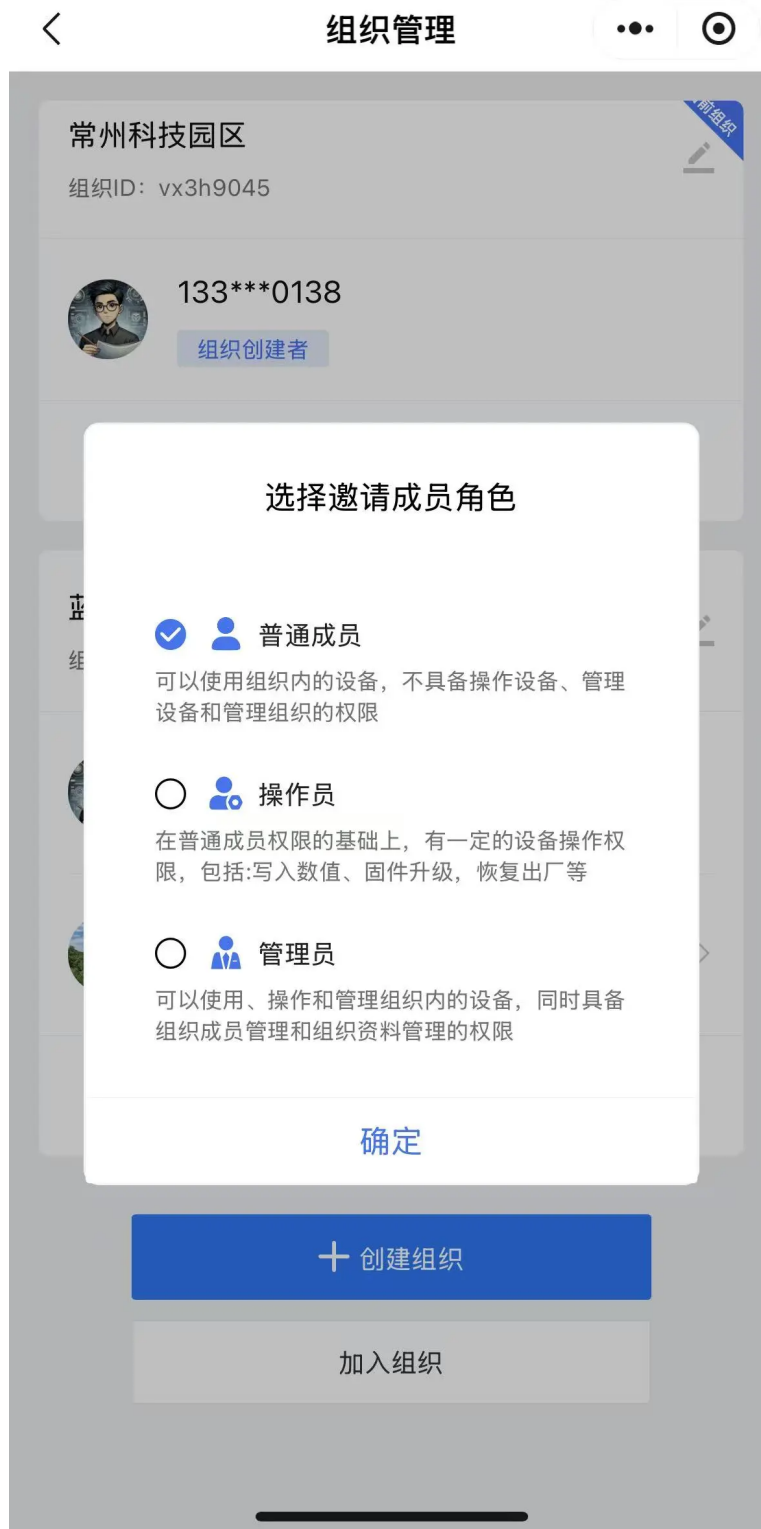 组织管理
常州科技园区
前组织
组织ID：vx3h9045
133***0138
组织创建者
选择邀请成员角色
普通成员
可以使用组织内的设备，不具备操作设备、管理
设备和管理组织的权限
操作员
在普通成员权限的基础上，有一定的设备操作权
限，包括:写入数值、固件升级，恢复出厂等
管理员
可以使用、操作和管理组织内的设备，同时具备
组织成员管理和组织资料管理的权限
确定
创建组织
加入组织